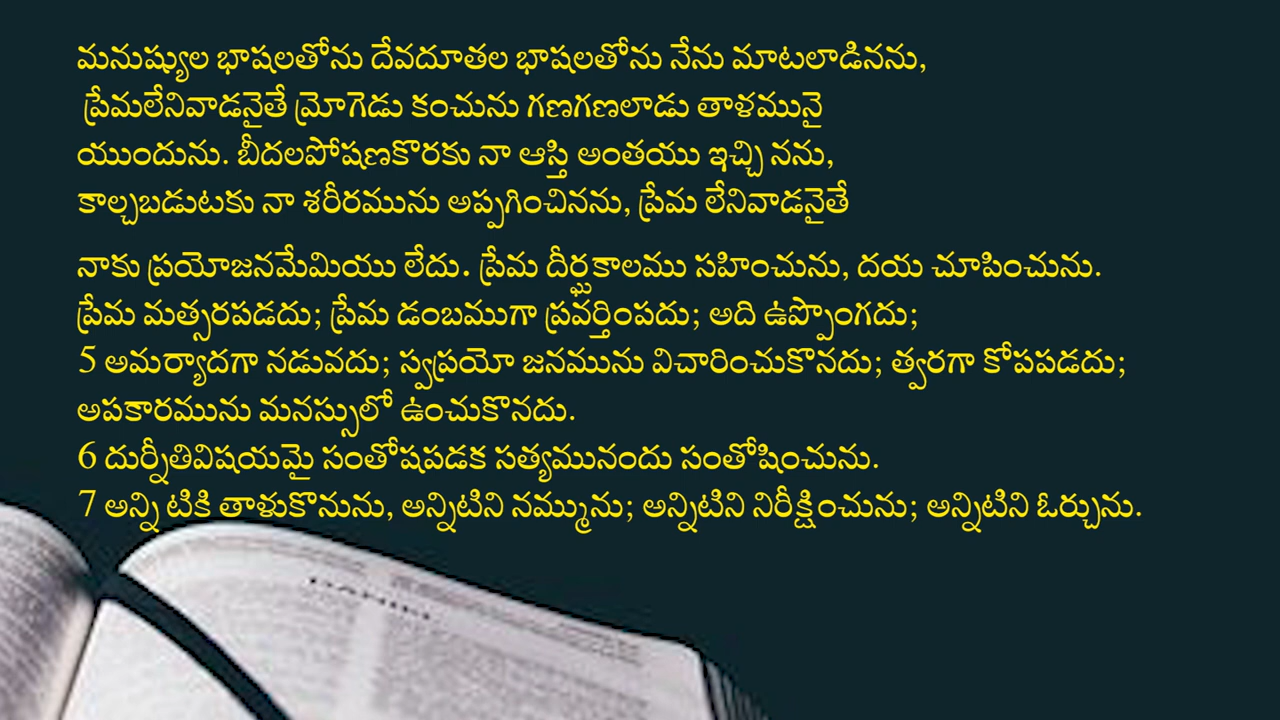 మనుష్యుల భాషలతోను దేవదూతల భాషలతోను నేను మాటలాడినను,
ప్రేమలేనివాడనైతే మ్రోగెడు కంచును గణగణలాడు తాళమునై
యుందును. బీదలపోషణకొరకు నా ఆస్తి అంతయు ఇచ్చి నను,
కాల్చబడుటకు నా శరీరమును అప్పగించినను, ప్రేమ లేనివాడనైతే
నాకు ప్రయోజనమేమియు లేదు. ప్రేమ దీర్ఘకాలము సహించును, దయ చూపించును.
ప్రేమ మత్సరపడదు; ప్రేమ డంబముగా ప్రవర్తింపదు; అది ఉప్పొంగదు;
5 అమర్యాదగా నడువదు; స్వప్రయో జనమును విచారించుకొనదు; త్వరగా కోపపడదు;
అపకారమును మనస్సులో ఉంచుకొనదు.
6 దుర్నీతివిషయమై సంతోషపడక సత్యమునందు సంతోషించును.
7 అన్ని టికి తాళుకొనును, అన్నిటిని నమ్మును; అన్నిటిని నిరీక్షించును; అన్నిటిని ఓర్చును.